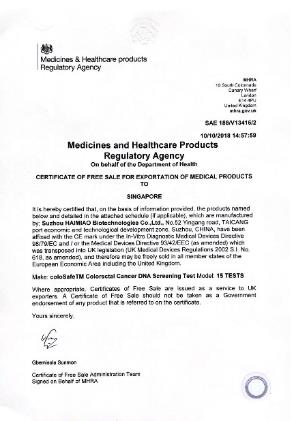 Medicines & Healthcare products
Regulatory Agency
MHRA
10 South Colonnade
Canary Wharf
London
E14 4PU
United Kingdom
mhra.gov.uk
SAE 186/V13416/2
10/10/2018 14:57:59
Medicines and Healthcare Products
Regulatory Agency
On behalf of the Department of Health
CERTIFICATE OF FREE SALE FOR EXPORTATION OF MEDICAL PRODUCTS
TO
SINGAPORE
It is hereby certified that, on the basis of information provided, the products named
below and detailed in the attached schedule (if applicable), which are manufactured
by: Suzhou HAIMIAO Biotechnologies Co.,Ltd., No.52 Yingang road, TAICANG
port economic and technological development zone, Suzhou, CHINA, have been
affixed with the CE mark under the In-Vitro Diagnostic Medical Devices Directive
98/79/EC and / or the Medical Devices Directive 93/42/EEC (as amended) which
was transposed into UK legislation (UK Medical Devices Regulations 2002 S.I. No.
618, as amended), and therefore may be freely sold in all member states of the
European Economic Area including the United Kingdom.
Make: coloSafeTM Colorectal Cancer DNA Screening Test Model: 15 TESTS
Where appropriate, Certificates of Free Sale are issued as a service to UK
exporters. A Certificate of Free Sale should not be taken as a Government
endorsement of any product that is referred to on the certificate.
Yours sincerely,
Certificate of Free Sale Administration Team
Signed on Behalf of MHRA